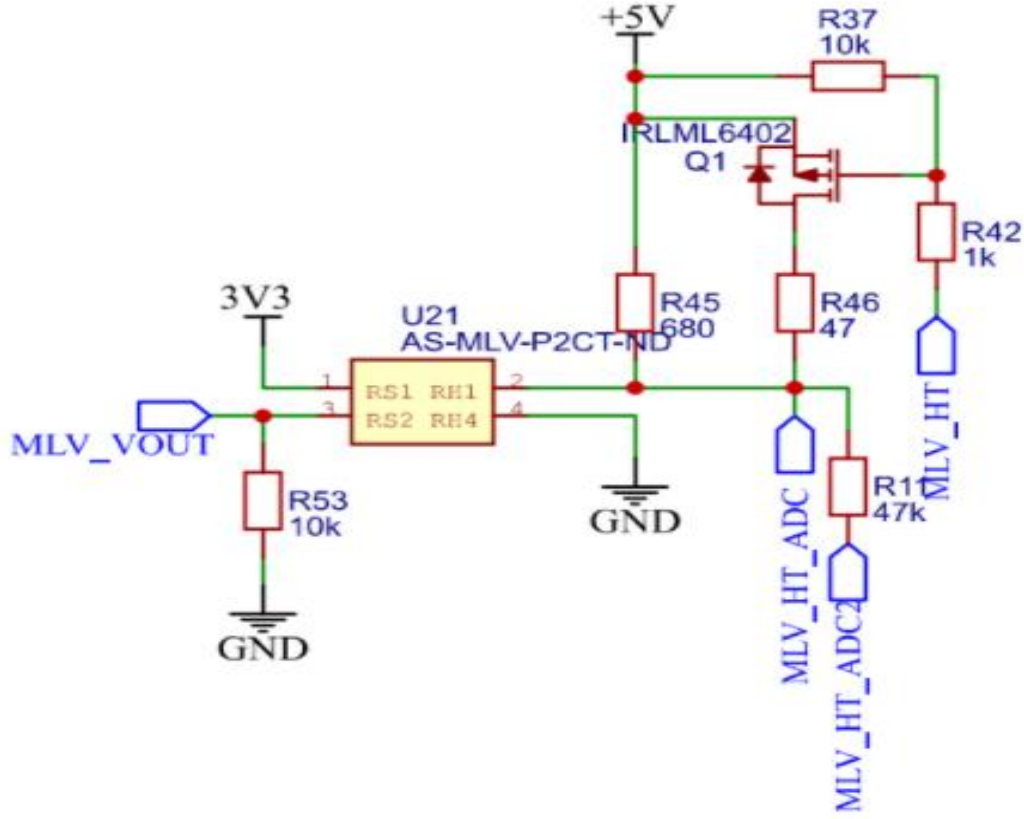 +5V
R37
10k
IRLML6402
Q1
R42
1k
3V3
U21
AS-MLV-P2CT-ND
R45
680
R46
47
1
RS1 RH1
2
3
RS2 RH4
4
MLV_VOUT
MLV_HT
R53
10k
GND
GND
R11
47k
MLV_HT_ADC
MLV_HT_ADC2